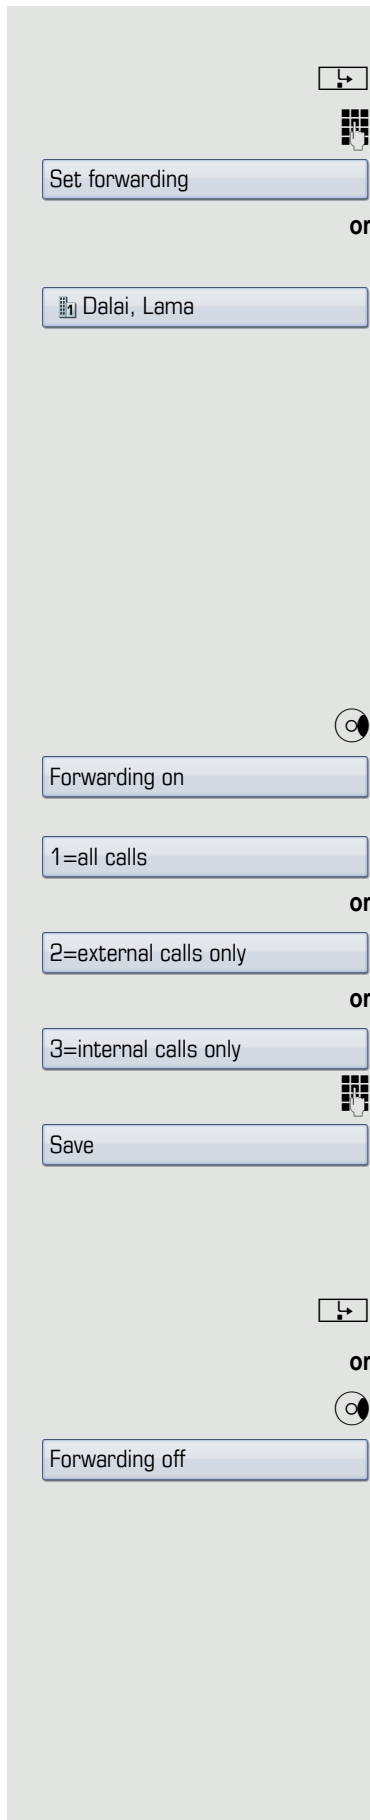 Set forwarding
or
1 Dalai, Lama
Forwarding on
1=all calls
or
2=external calls only
or
3=internal calls only
Save
or
Forwarding off